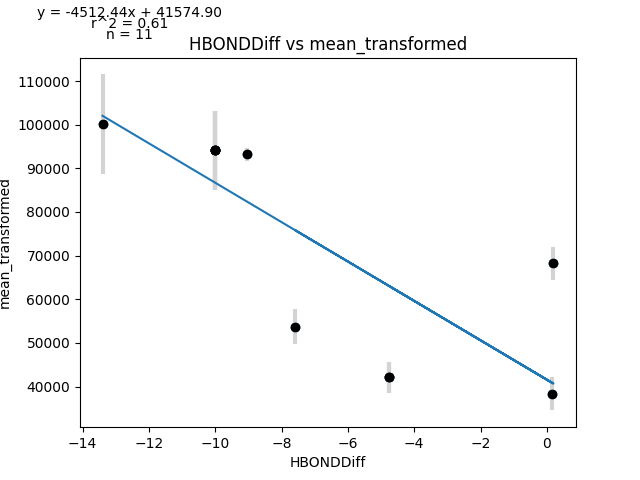 y = -4512.44x + 41574.90
r^2 = 0.61
n = 11
HBONDDiff vs mean_transformed
110000
100000
90000
80000
70000
60000
50000
40000
mean_transformed
−14
−12
−10
−8
−6
−4
−2
0
HBONDDiff